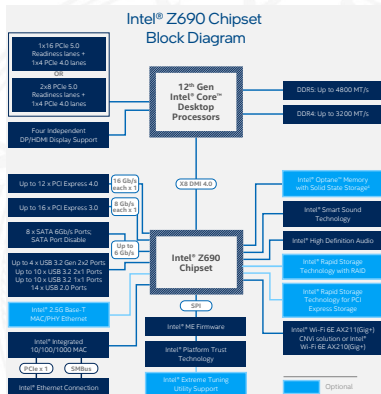 Intel® Z690 Chipset
Block Diagram
1x16 PCIe 5.0
Readiness lanes +
1x4 PCIe 4.0 lanes
OR
2x8 PCIe 5.0
Readiness lanes +
1x4 PCIe 4.0 lanes
Four Independent
DP/HDMI Display Support
12th Gen
Intel® Core™
Desktop
Processors
DDR5: Up to 4800 MT/s
DDR4: Up to 3200 MT/s
X8 DMI 4.0
Up to 12 x PCI Express 4.0
16 Gb/s
each x 1
Up to 16 x PCI Express 3.0
8 Gb/s
each x 1
8 x SATA 6Gb/s Ports;
SATA Port Disable
Up to
6 Gb/s
Up to 4 x USB 3.2 Gen 2x2 Ports
Up to 10 x USB 3.2 2x1 Ports
Up to 10 x USB 3.2 1x1 Ports
14 x USB 2.0 Ports
Intel® 2.5G Base-T
MAC/PHY Ethernet
Intel® Integrated
10/100/1000 MAC
PCIe x 1
SMBus
Intel® Ethernet Connection
Intel® Z690
Chipset
SPI
Intel® ME Firmware
Intel® Platform Trust
Technology
Intel® Extreme Tuning
Utility Support
Intel® Optane™ Memory
with Solid State Storage
Intel® Smart Sound
Technology
Intel® High Definition Audio
Intel® Rapid Storage
Technology with RAID
Intel® Rapid Storage
Technology for PCI
Express Storage
Intel® Wi-Fi 6E AX211(Gig+)
CNVi solution or Intel®
Wi-Fi 6E AX210(Gig+)
Optional